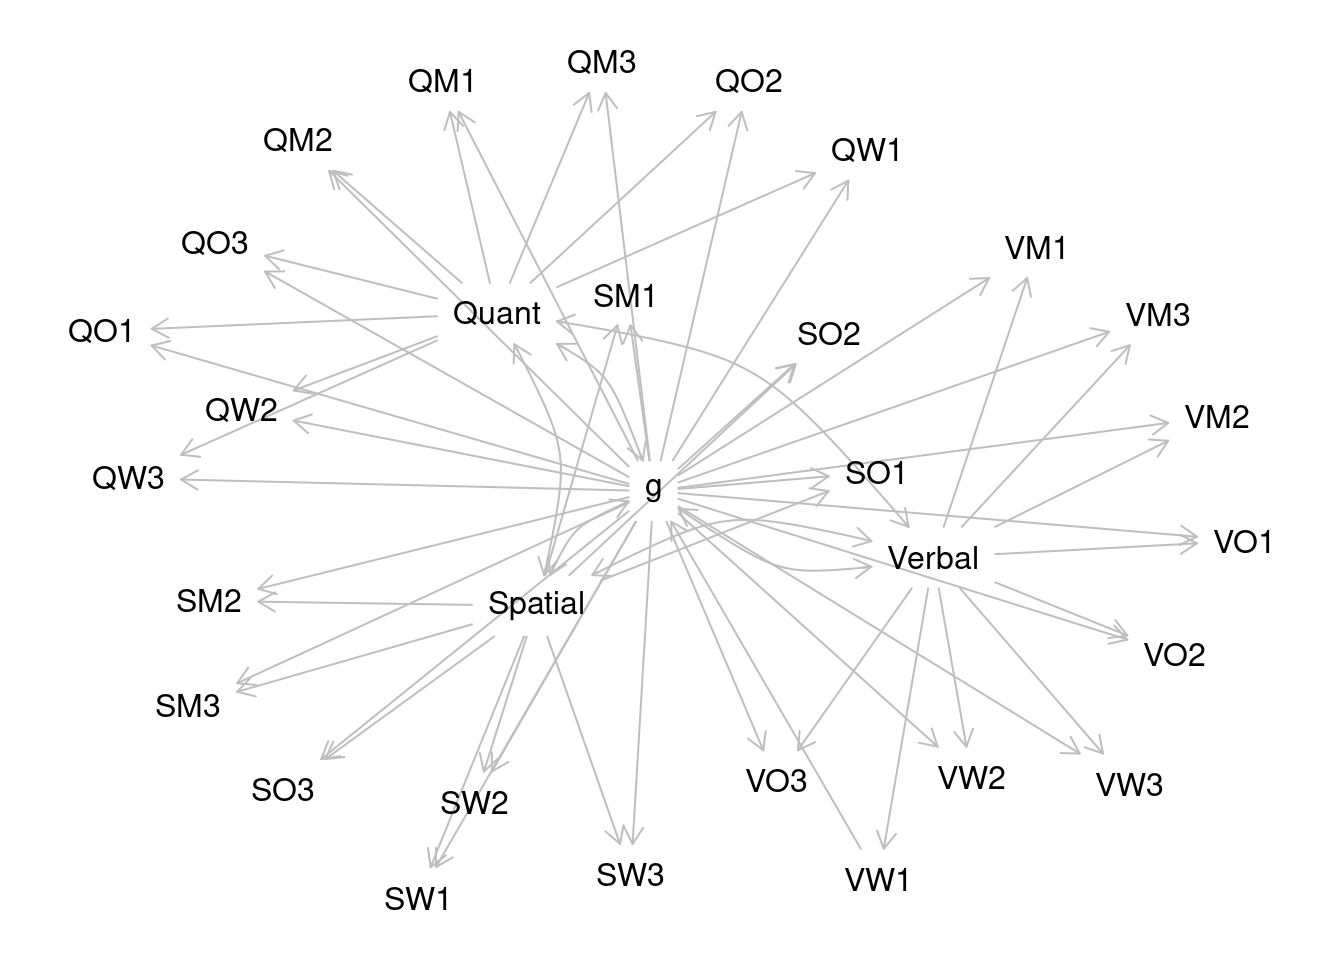 QM3
QM1
QO2
QM2
QW1
QO3
VM1
SM1
Quant
VM3
QO1
SO2
QW2
VM2
QW3
SO1
g
VO1
Verbal
SM2
Spatial
VO2
SM3
VO3
VW2
VW3
SO3
SW2
SW3
VW1
SW1